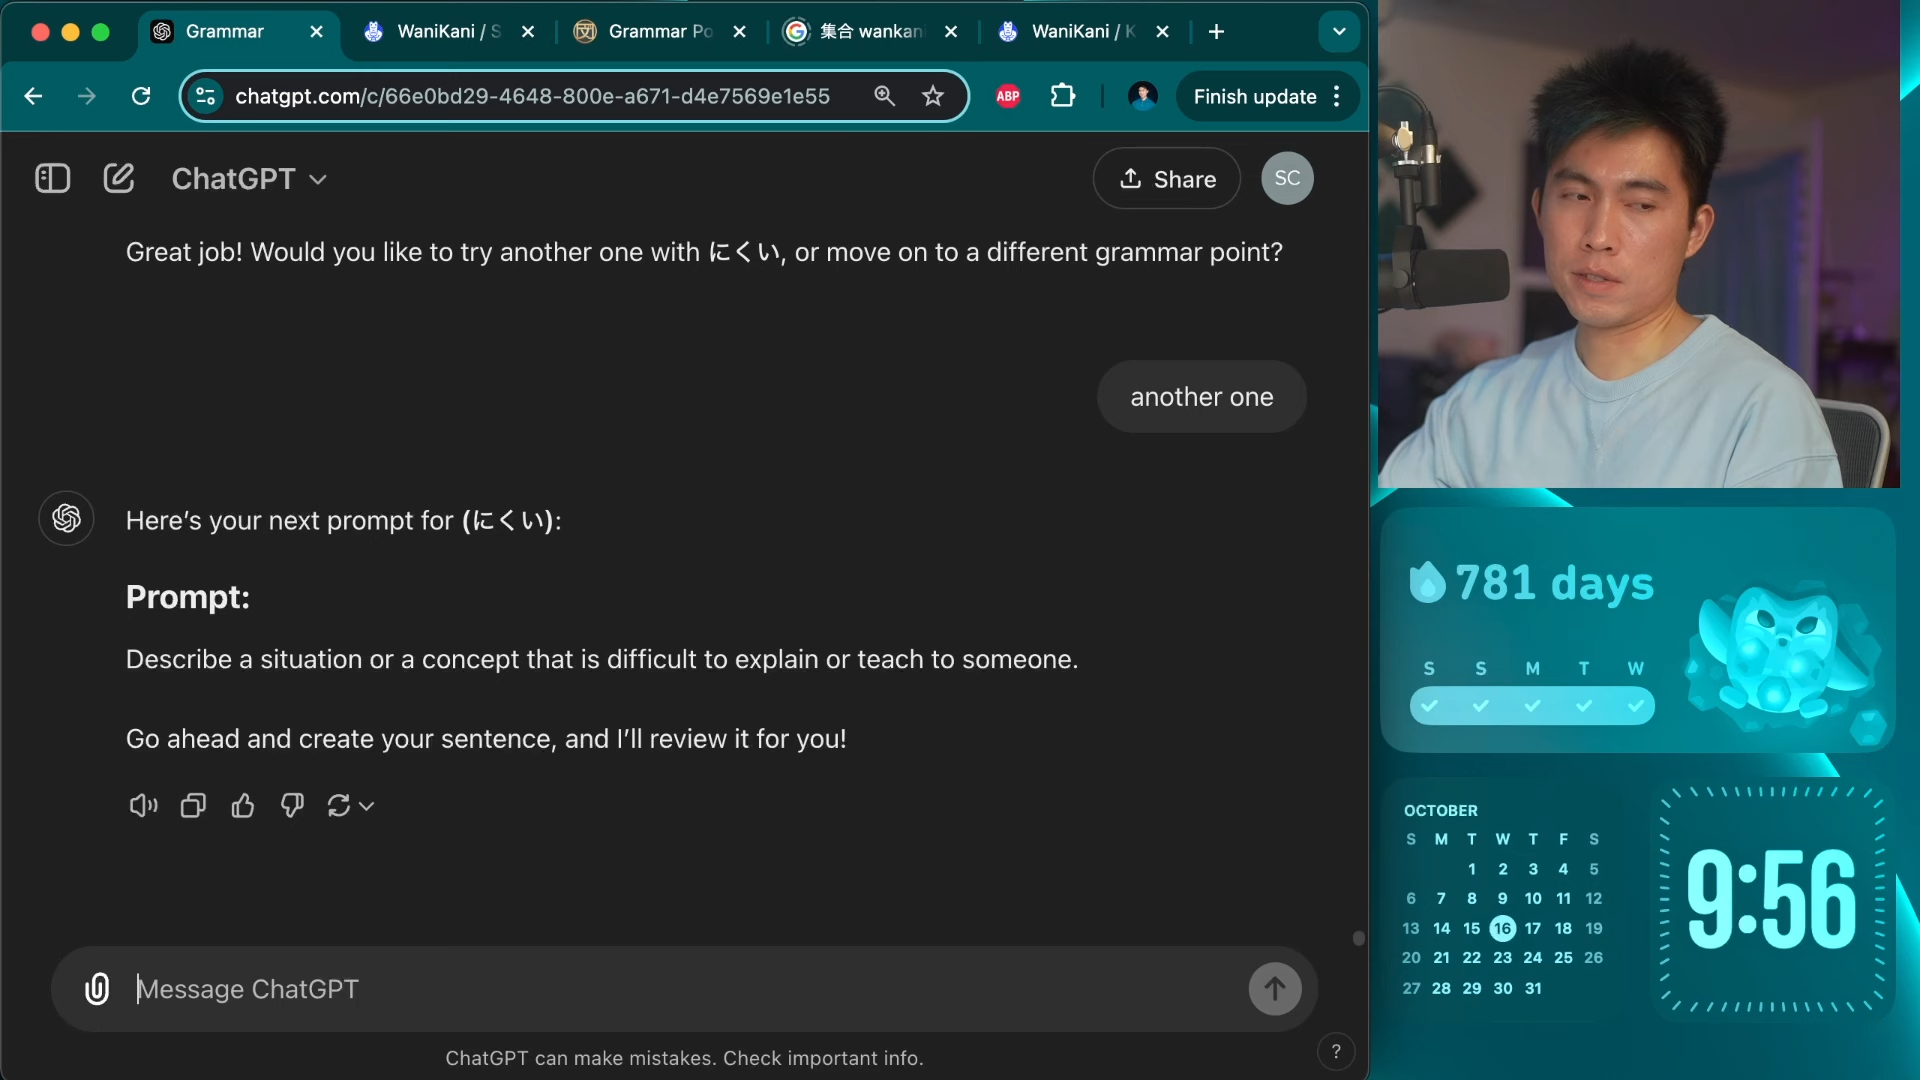 Grammar
WaniKani / S
Grammar Po
集合 wankani
WaniKani / K
chatgpt.com/c/66e0bd29-4648-800e-a671-d4e7569e1e55
ABP
Finish update
ChatGPT
Share
SC
Great job! Would you like to try another one with にくい, or move on to a different grammar point?
another one
Here's your next prompt for (にくい):
Prompt:
Describe a situation or a concept that is difficult to explain or teach to someone.
Go ahead and create your sentence, and I'll review it for you!
Message ChatGPT
ChatGPT can make mistakes. Check important info.
?
781 days
S S M T W
OCTOBER
S M T W T F S
1 2 3 4 5
6 7 8 9 10 11 12
13 14 15 16 17 18 19
20 21 22 23 24 25 26
27 28 29 30 31
9:56